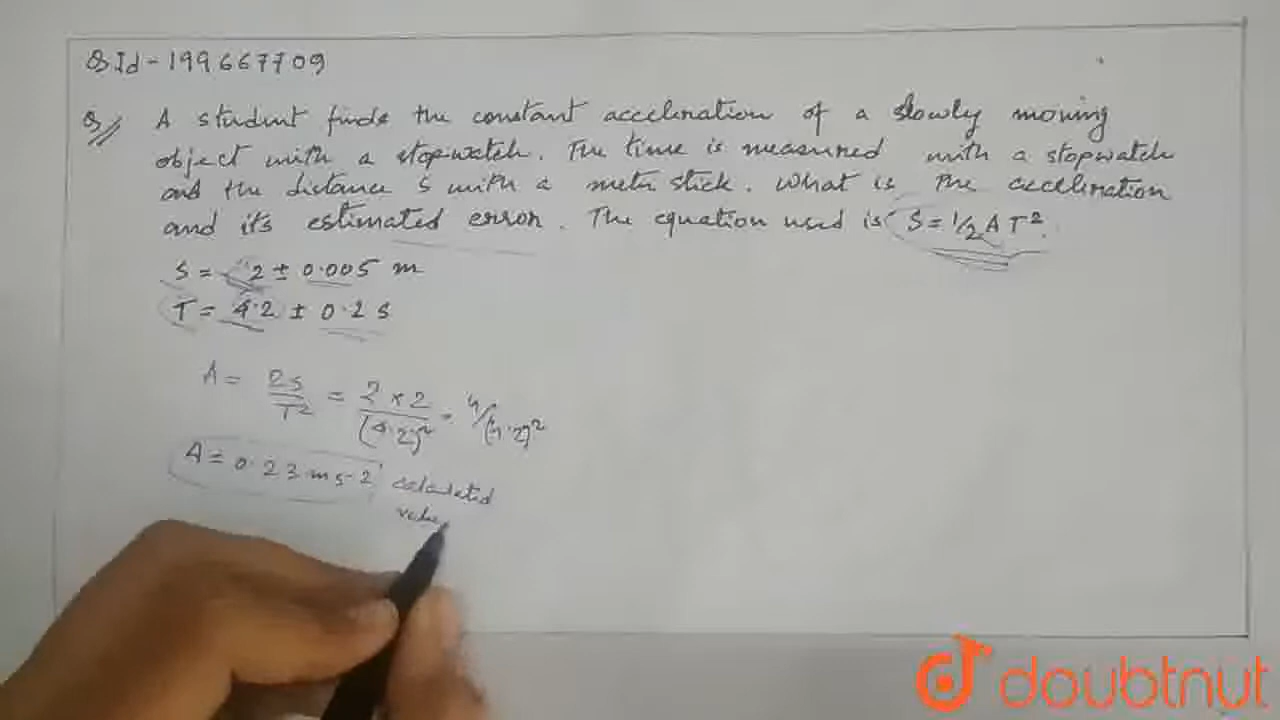 Q Id - 199667709
Q// A student finds the constant acceleration of a slowly moving
object with a stopwatch. The time is measured with a stopwatch
and the distance S with a meter stick. What is the acceleration
and its estimated error. The equation used is S = 1/2 A T²
S = 2 ± 0.005 m
T = 4.2 ± 0.2 s
A = 2S/T² = 2 × 2/(4.2)² = 4/(4.2)²
A = 0.23 m s-2 calculated
value
doubtnut